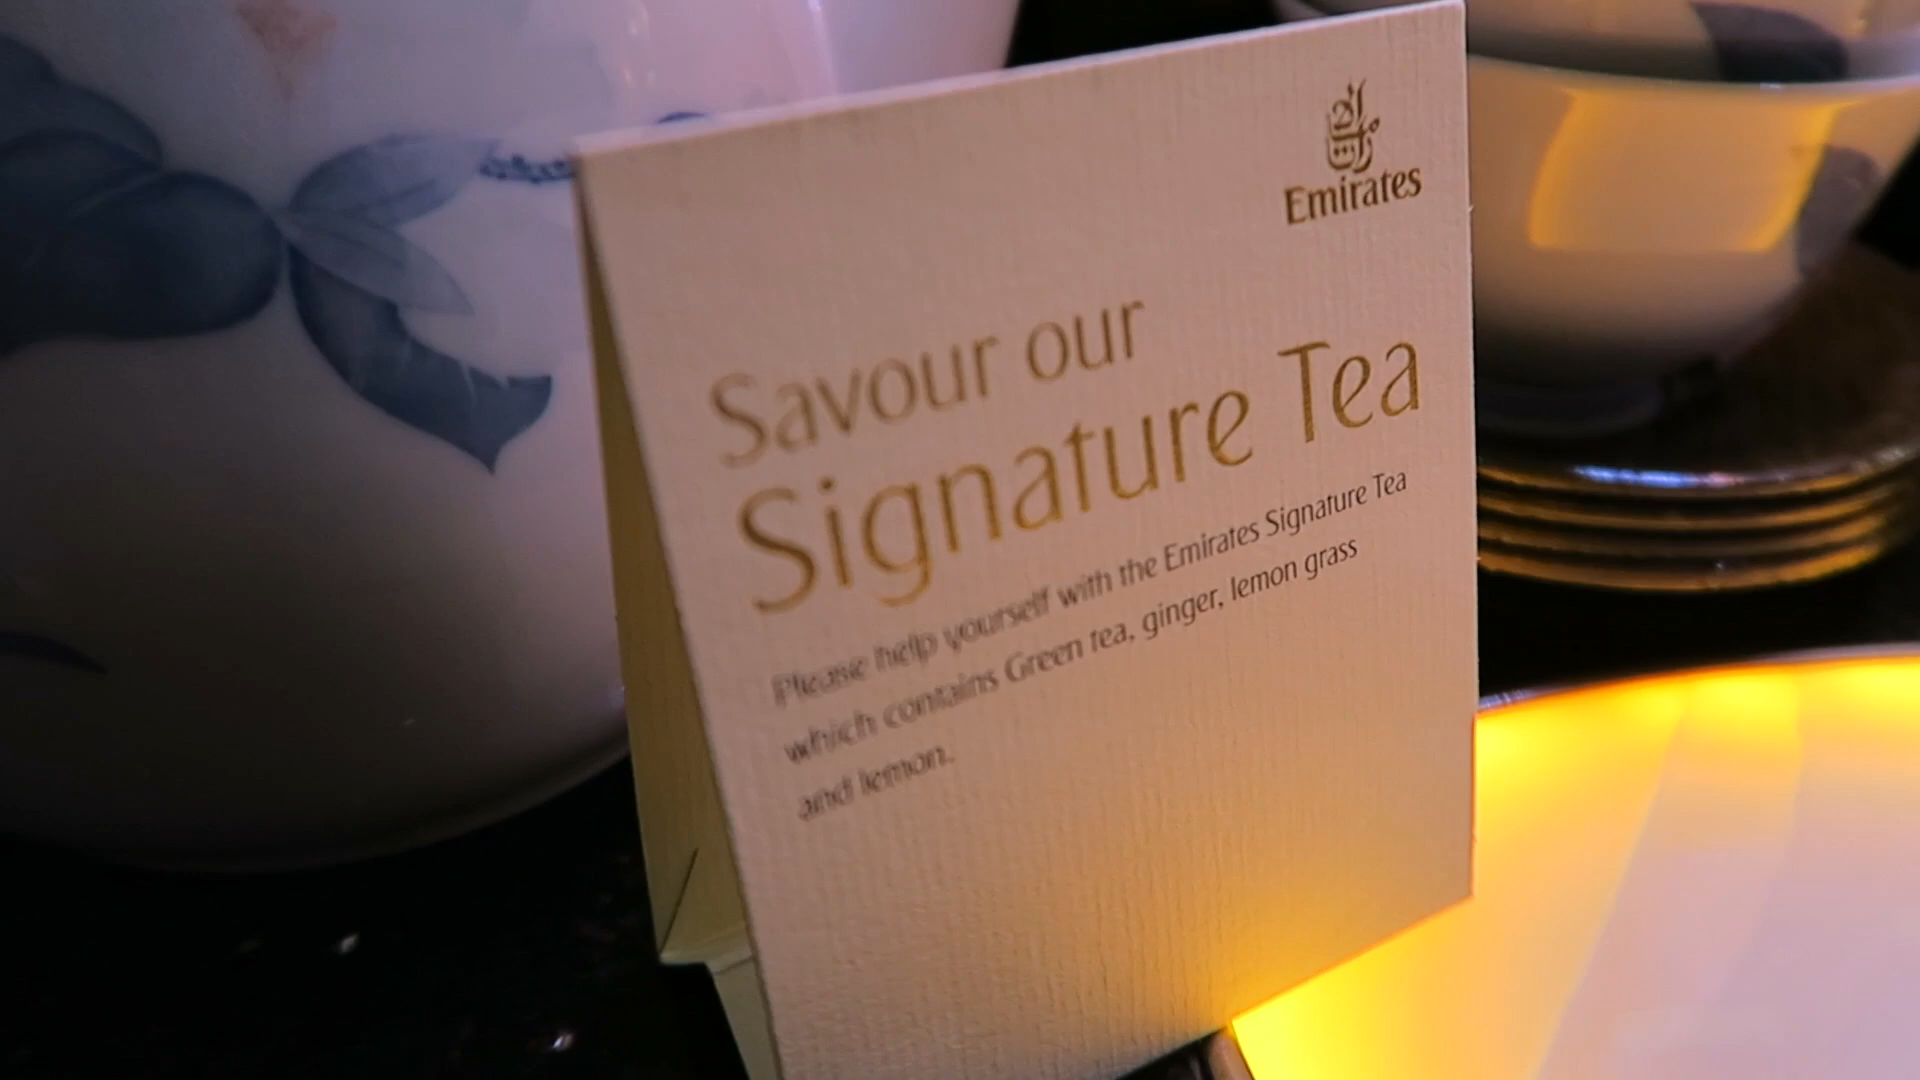 امارات
Emirates
Savour our
Signature Tea
Please help yourself with the Emirates Signature Tea
which contains Green tea, ginger, lemon grass
and lemon.